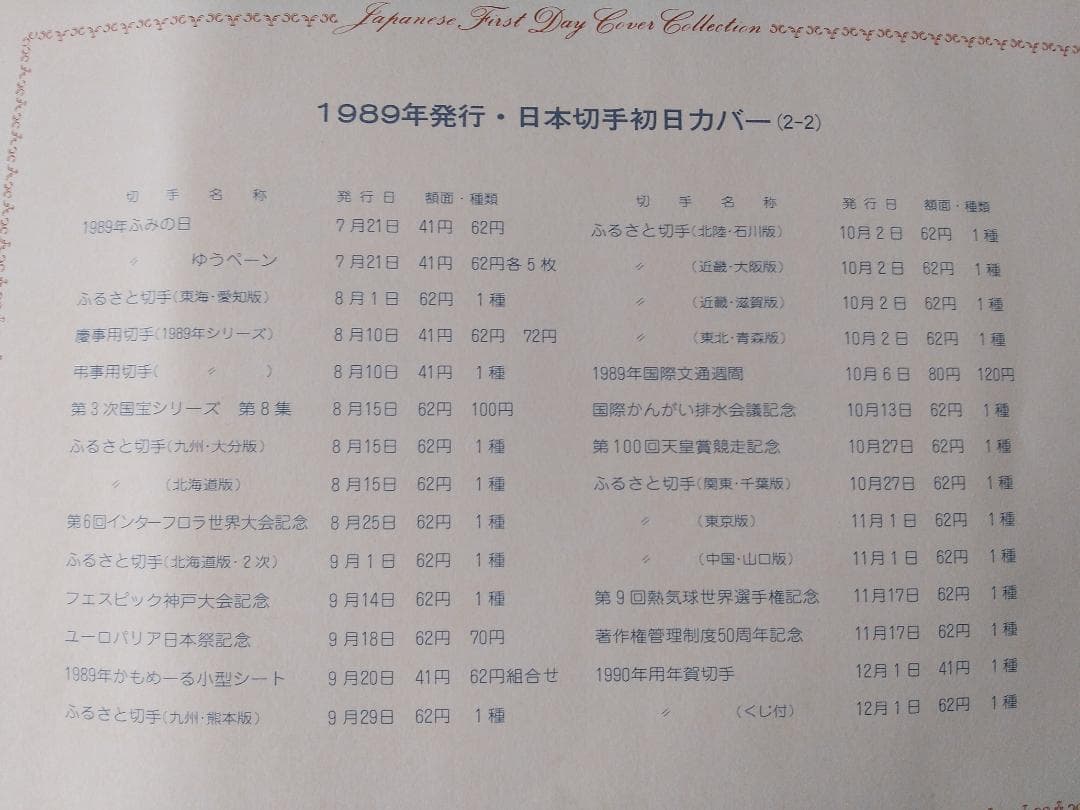 Japanese First Day Cover Collection
1989年発行・日本切手初日カバー(2-2)
切手名称 発行日 額面・種類
1989年ふみの日 7月21日 41円 62円
〃 ゆうペーン 7月21日 41円 62円各5枚
ふるさと切手(東海・愛知版) 8月1日 62円 1種
慶事用切手(1989年シリーズ) 8月10日 41円 62円 72円
弔事用切手( 〃 ) 8月10日 41円 1種
第3次国宝シリーズ 第8集 8月15日 62円 100円
ふるさと切手(九州・大分版) 8月15日 62円 1種
〃 (北海道版) 8月15日 62円 1種
第6回インターフロラ世界大会記念 8月25日 62円 1種
ふるさと切手(北海道版・2次) 9月1日 62円 1種
フェスピック神戸大会記念 9月14日 62円 1種
ユーロパリア日本祭記念 9月18日 62円 70円
1989年かもめーる小型シート 9月20日 41円 62円組合せ
ふるさと切手(九州・熊本版) 9月29日 62円 1種
切手名称 発行日 額面・種類
ふるさと切手(北陸・石川版) 10月2日 62円 1種
〃 (近畿・大阪版) 10月2日 62円 1種
〃 (近畿・滋賀版) 10月2日 62円 1種
〃 (東北・青森版) 10月2日 62円 1種
1989年国際文通週間 10月6日 80円 120円
国際かんがい排水会議記念 10月13日 62円 1種
第100回天皇賞競走記念 10月27日 62円 1種
ふるさと切手(関東・千葉版) 10月27日 62円 1種
〃 (東京版) 11月1日 62円 1種
〃 (中国・山口版) 11月1日 62円 1種
第9回熱気球世界選手権記念 11月17日 62円 1種
著作権管理制度50周年記念 11月17日 62円 1種
1990年用年賀切手 12月1日 41円 1種
〃 (くじ付) 12月1日 62円 1種